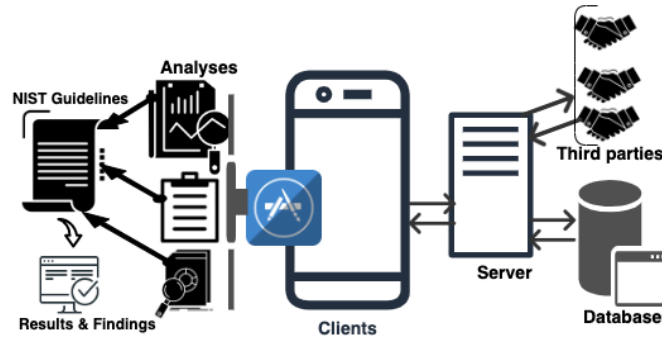 Analyses
NIST Guidelines
Third parties
Server
Results & Findings
Clients
Database